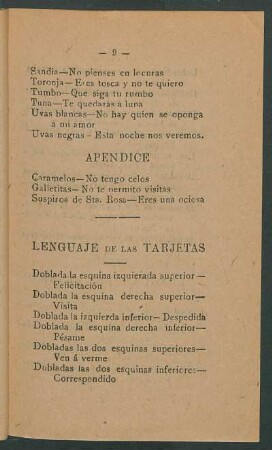 — 9 —
Sandia—No pienses en locuras
Toronja—Eres tosca y no te quiero
Tumbo—Que siga tu rumbo
Tuna—Te quedarás á luna
Uvas blancas—No hay quien se oponga
á mi amor
Uvas negras—Esta noche nos veremos.
APENDICE
Caramelos—No tengo celos
Galletitas—No te permito visitas
Suspiros de Sta. Rosa—Eres una ociosa
LENGUAJE DE LAS TARJETAS
Doblada la esquina izquierada superior—
Felicitación
Doblada la esquina derecha superior—
Visita
Doblada la izquierda inferior—Despedida
Doblada la esquina derecha inferior—
Pésame
Dobladas las dos esquinas superiores—
Ven á verme
Dobladas las dos esquinas inferiores—
Correspondido